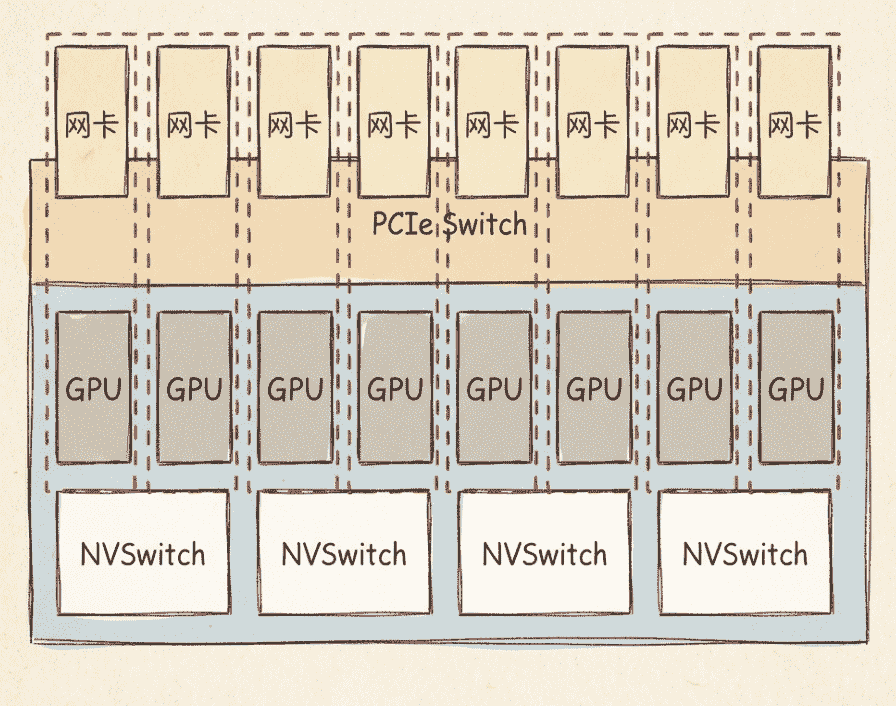 网卡 网卡 网卡 网卡 网卡 网卡 网卡 网卡
PCIe Switch
GPU GPU GPU GPU GPU GPU GPU GPU
NVSwitch NVSwitch NVSwitch NVSwitch